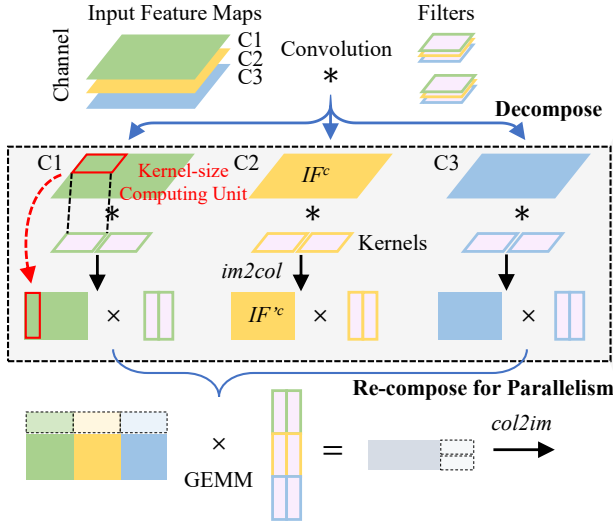 Input Feature Maps
Filters
Channel
C1
C2
C3
Convolution
*
Decompose
C1
Kernel-size
Computing Unit
C2
IFᶜ
C3
*
*
*
Kernels
im2col
×
IF’ᶜ
×
×
Re-compose for Parallelism
×
GEMM
=
col2im